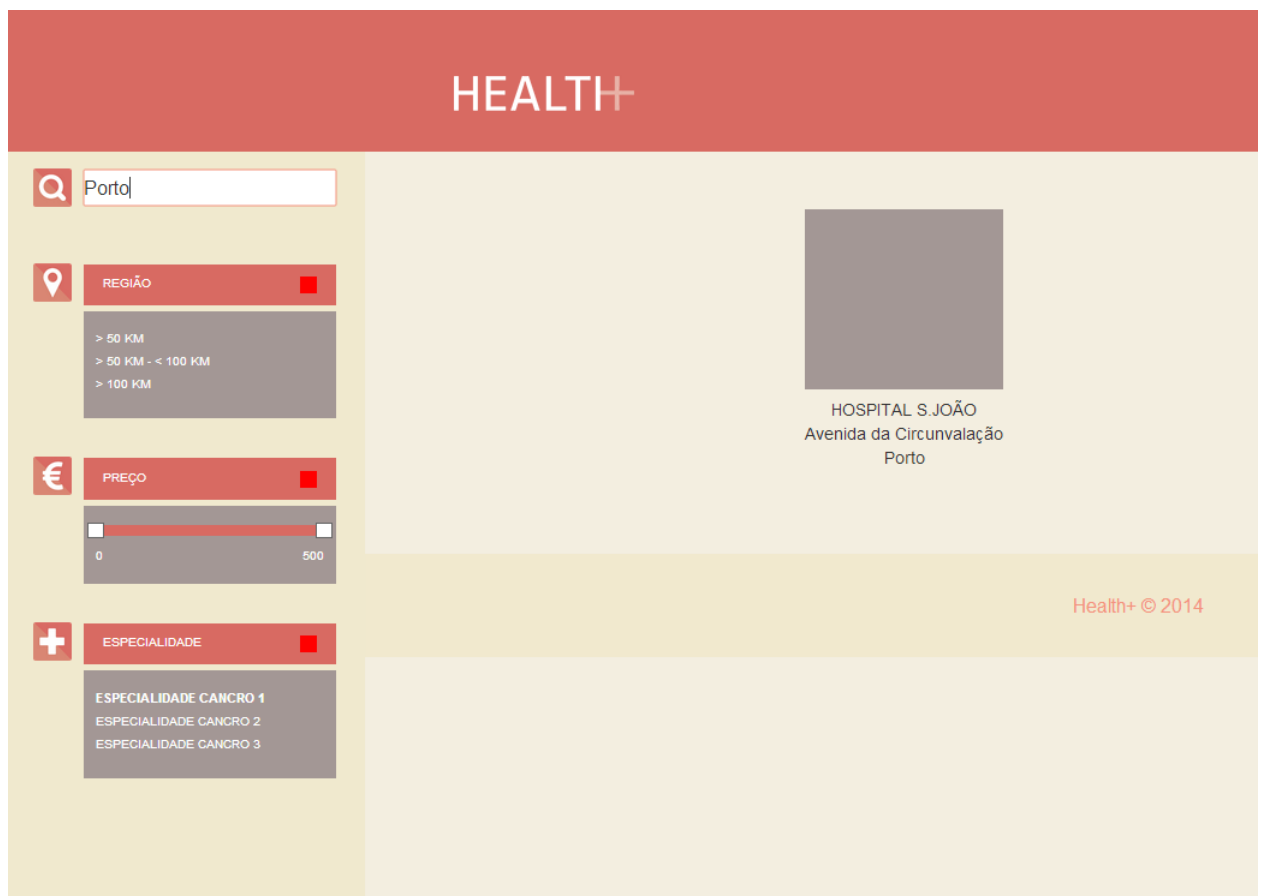 HEALTH+
Porto
REGIÃO
> 50 KM
> 50 KM - < 100 KM
> 100 KM
PREÇO
0 500
ESPECIALIDADE
ESPECIALIDADE CANCRO 1
ESPECIALIDADE CANCRO 2
ESPECIALIDADE CANCRO 3
HOSPITAL S.JOÃO
Avenida da Circunvalação
Porto
Health+ © 2014